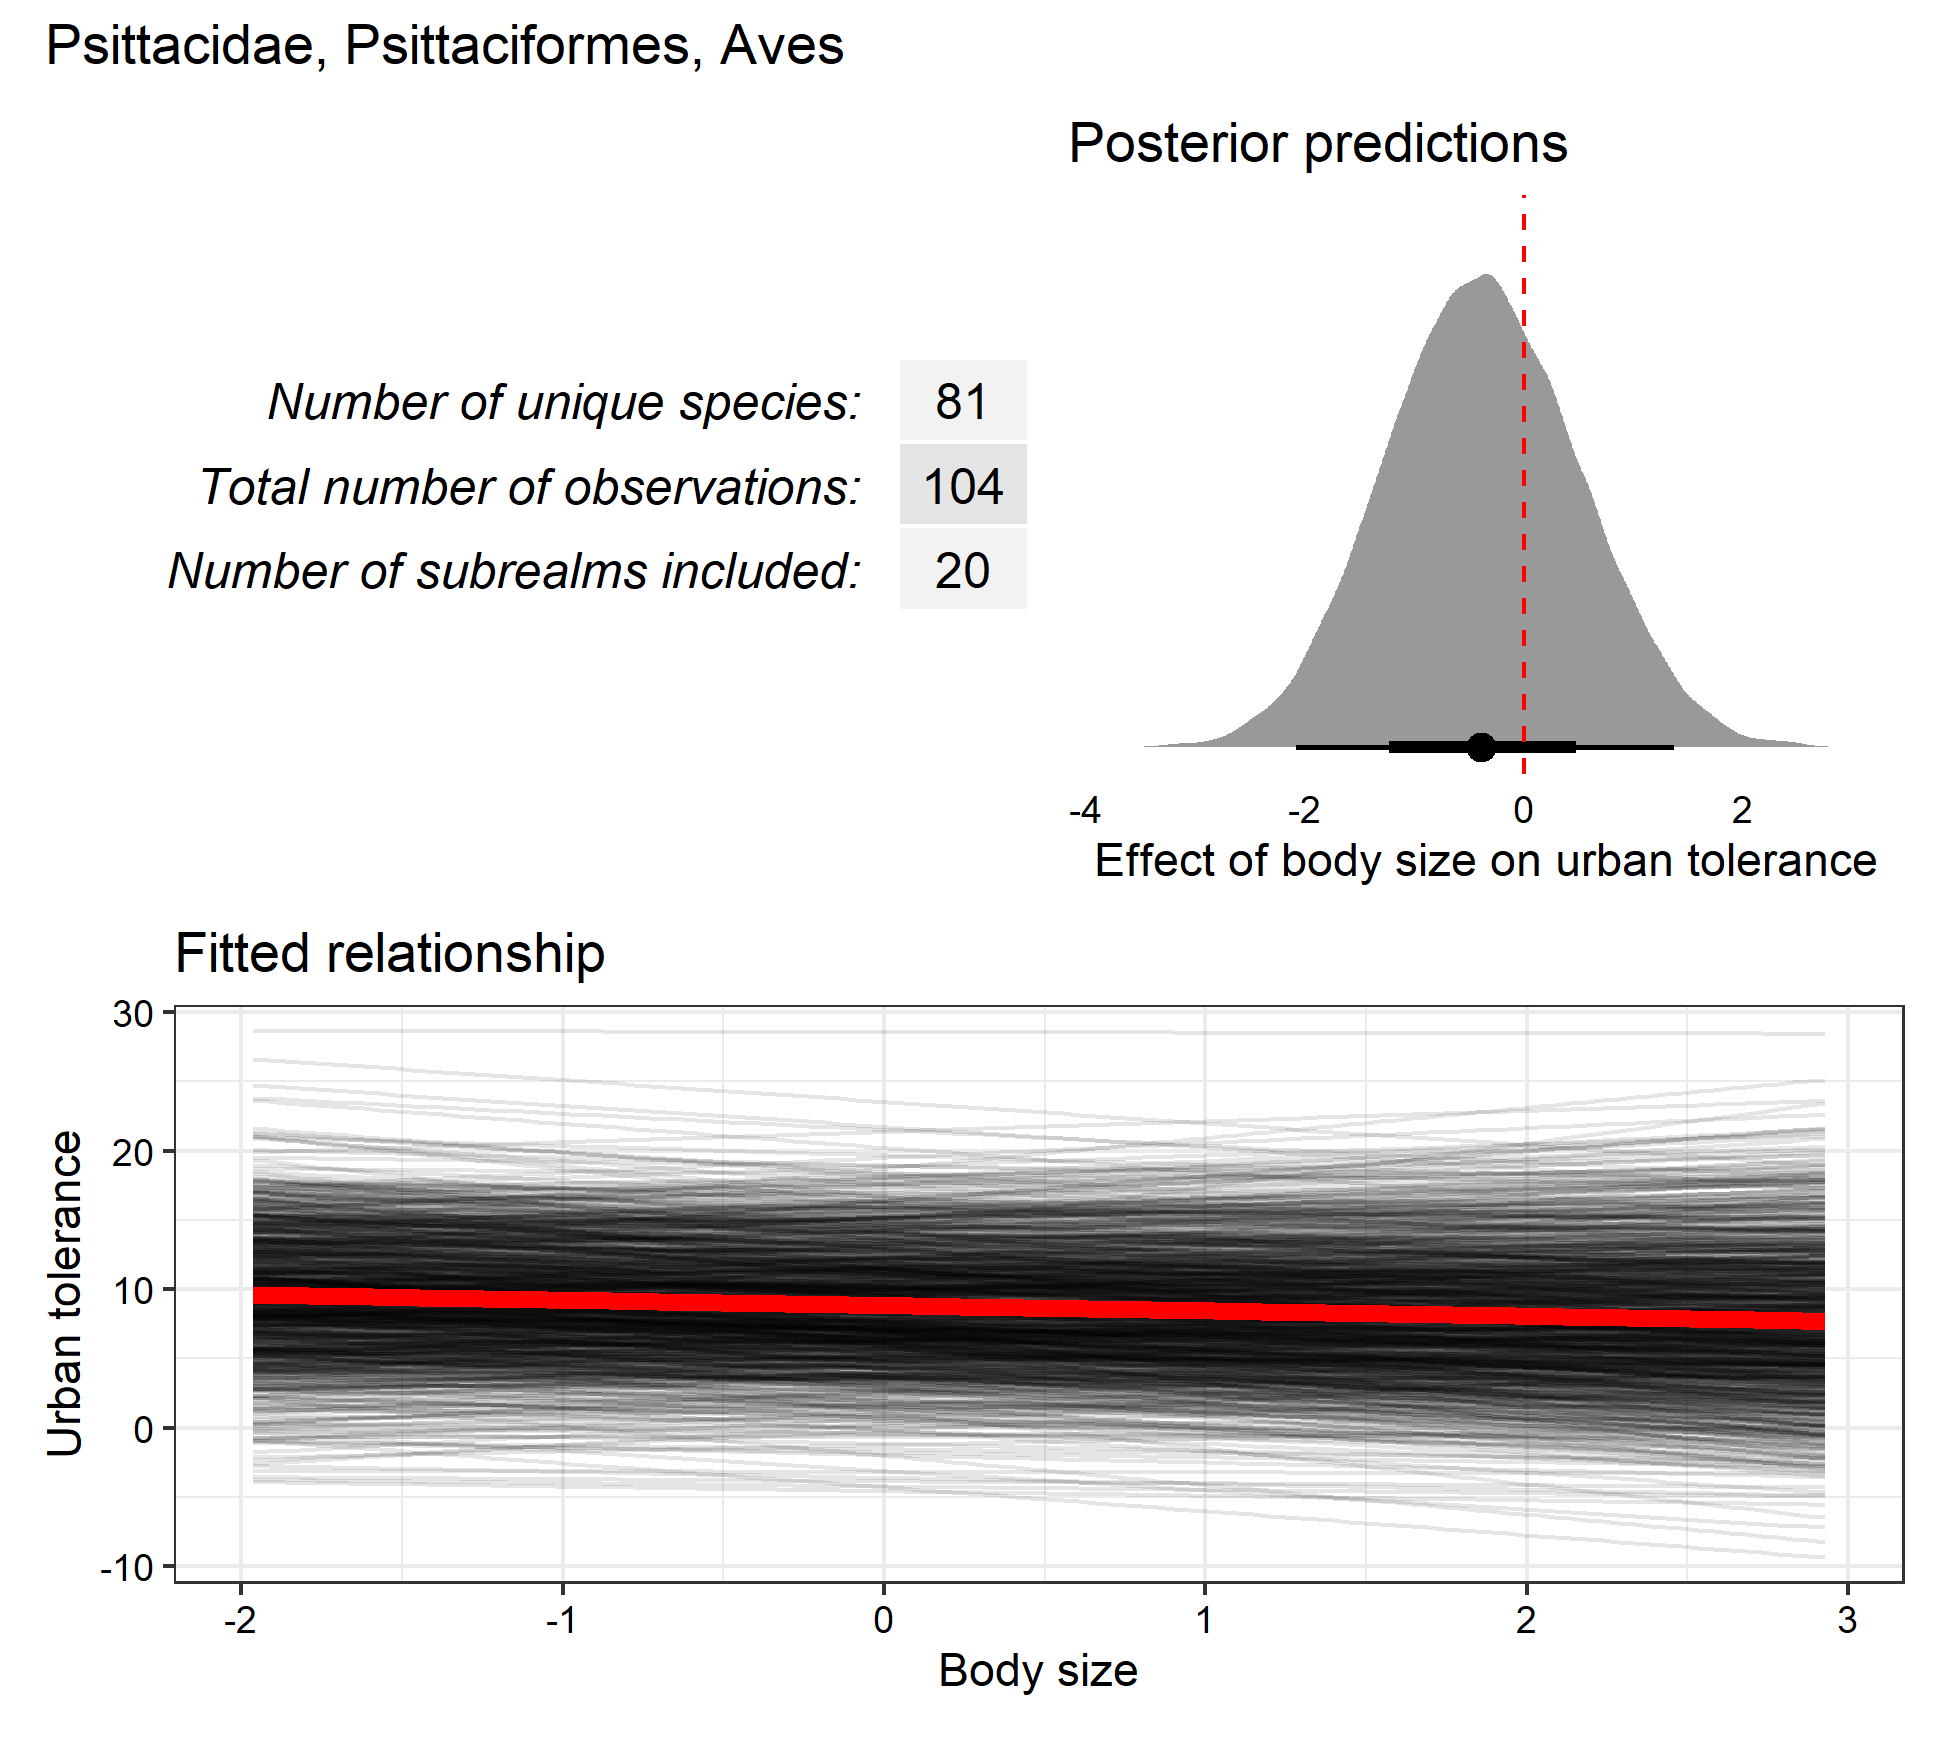 Psittacidae, Psittaciformes, Aves
Posterior predictions
Number of unique species: 81
Total number of observations: 104
Number of subrealms included: 20
-4 -2 0 2
Effect of body size on urban tolerance
Fitted relationship
30
20
10
0
-10
Urban tolerance
-2 -1 0 1 2 3
Body size